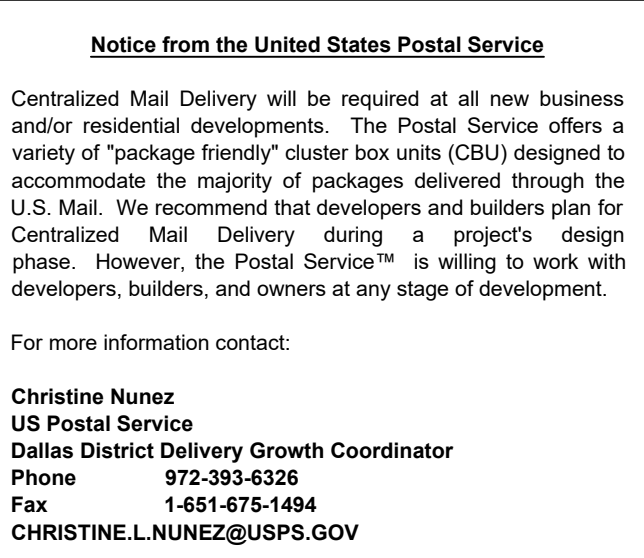 Notice from the United States Postal Service
Centralized Mail Delivery will be required at all new business
and/or residential developments. The Postal Service offers a
variety of "package friendly" cluster box units (CBU) designed to
accommodate the majority of packages delivered through the
U.S. Mail. We recommend that developers and builders plan for
Centralized Mail Delivery during a project's design
phase. However, the Postal Service™ is willing to work with
developers, builders, and owners at any stage of development.
For more information contact:
Christine Nunez
US Postal Service
Dallas District Delivery Growth Coordinator
Phone 972-393-6326
Fax 1-651-675-1494
CHRISTINE.L.NUNEZ@USPS.GOV